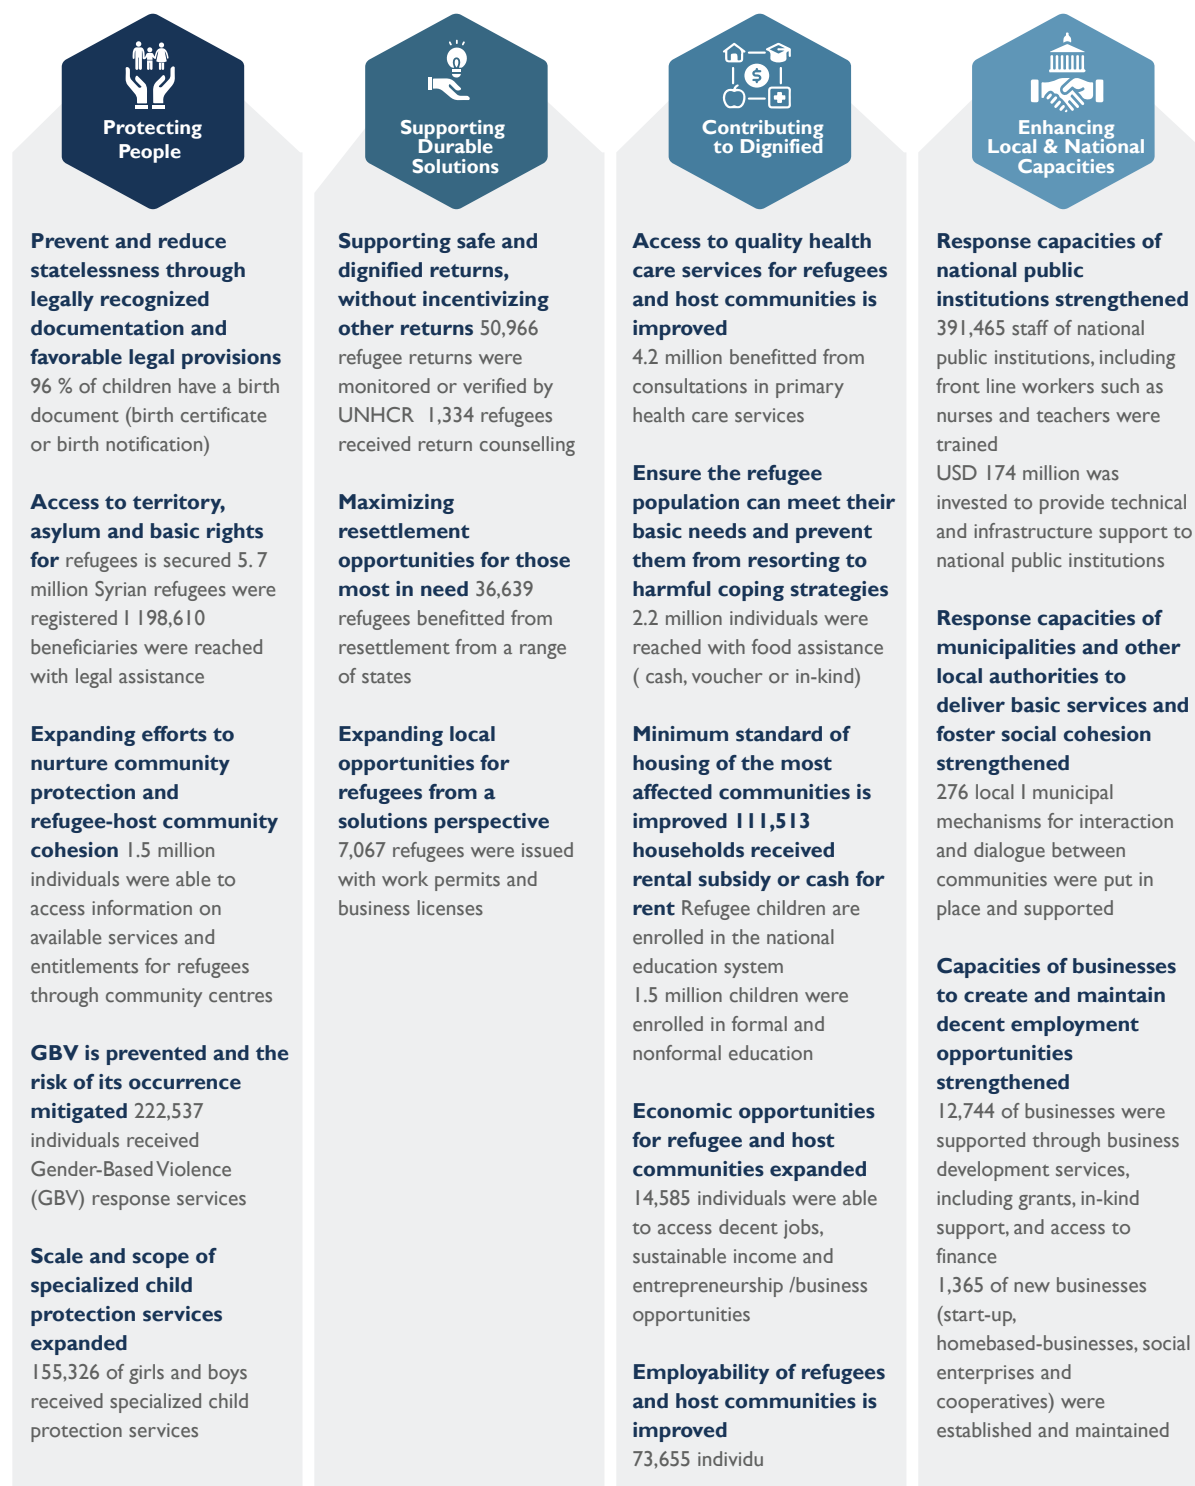 Protecting
People
Prevent and reduce
statelessness through
legally recognized
documentation and
favorable legal provisions
96 % of children have a birth
document (birth certificate
or birth notification)
Access to territory,
asylum and basic rights
for refugees is secured 5.7
million Syrian refugees were
registered I 198,610
beneficiaries were reached
with legal assistance
Expanding efforts to
nurture community
protection and
refugee-host community
cohesion 1.5 million
individuals were able to
access information on
available services and
entitlements for refugees
through community centres
GBV is prevented and the
risk of its occurrence
mitigated 222,537
individuals received
Gender-Based Violence
(GBV) response services
Scale and scope of
specialized child
protection services
expanded
155,326 of girls and boys
received specialized child
protection services
Supporting
Durable
Solutions
Supporting safe and
dignified returns,
without incentivizing
other returns 50,966
refugee returns were
monitored or verified by
UNHCR 1,334 refugees
received return counselling
Maximizing
resettlement
opportunities for those
most in need 36,639
refugees benefitted from
resettlement from a range
of states
Expanding local
opportunities for
refugees from a
solutions perspective
7,067 refugees were issued
with work permits and
business licenses
Contributing
to Dignified
$
Access to quality health
care services for refugees
and host communities is
improved
4.2 million benefitted from
consultations in primary
health care services
Ensure the refugee
population can meet their
basic needs and prevent
them from resorting to
harmful coping strategies
2.2 million individuals were
reached with food assistance
( cash, voucher or in-kind)
Minimum standard of
housing of the most
affected communities is
improved 111,513
households received
rental subsidy or cash for
rent Refugee children are
enrolled in the national
education system
1.5 million children were
enrolled in formal and
nonformal education
Economic opportunities
for refugee and host
communities expanded
14,585 individuals were able
to access decent jobs,
sustainable income and
entrepreneurship /business
opportunities
Employability of refugees
and host communities is
improved
73,655 individu
Enhancing
Local & National
Capacities
Response capacities of
national public
institutions strengthened
391,465 staff of national
public institutions, including
front line workers such as
nurses and teachers were
trained
USD 174 million was
invested to provide technical
and infrastructure support to
national public institutions
Response capacities of
municipalities and other
local authorities to
deliver basic services and
foster social cohesion
strengthened
276 local I municipal
mechanisms for interaction
and dialogue between
communities were put in
place and supported
Capacities of businesses
to create and maintain
decent employment
opportunities
strengthened
12,744 of businesses were
supported through business
development services,
including grants, in-kind
support, and access to
finance
1,365 of new businesses
(start-up,
homebased-businesses, social
enterprises and
cooperatives) were
established and maintained